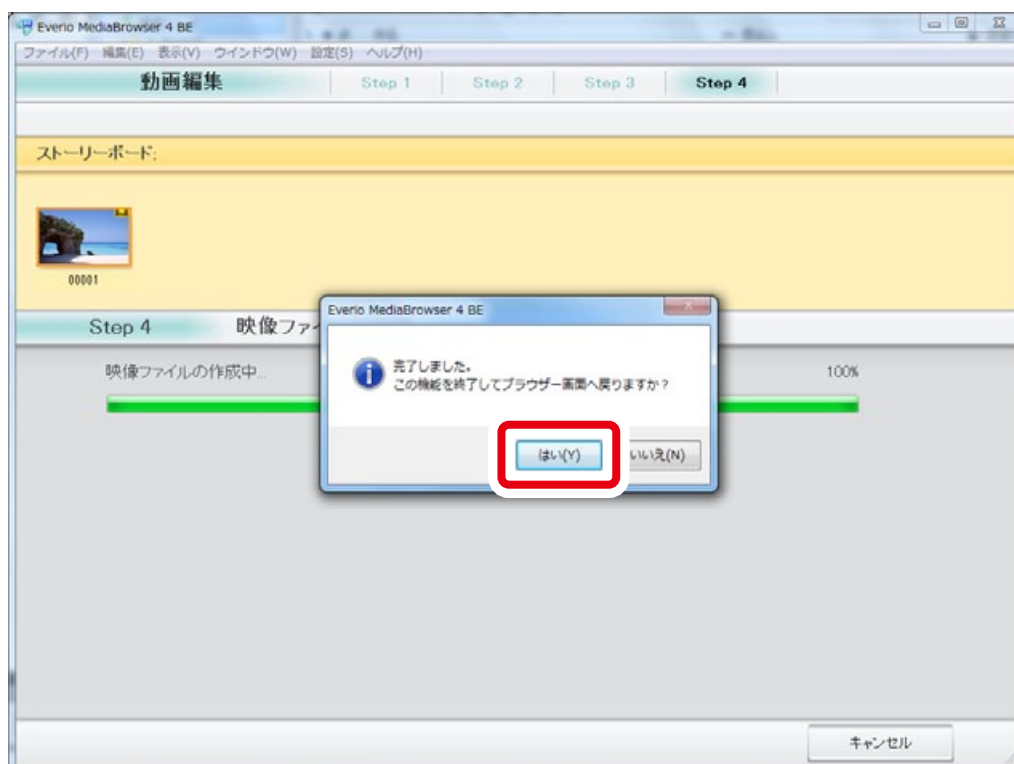 Everio MediaBrowser 4 BE
ファイル(F) 編集(E) 表示(V) ウインドウ(W) 設定(S) ヘルプ(H)
動画編集 Step 1 Step 2 Step 3 Step 4
ストーリーボード:
00001
Everio MediaBrowser 4 BE
Step 4 映像ファ
完了しました。
この機能を終了してブラウザー画面へ戻りますか？
映像ファイルの作成中... 100%
はい(Y) いいえ(N)
キャンセル